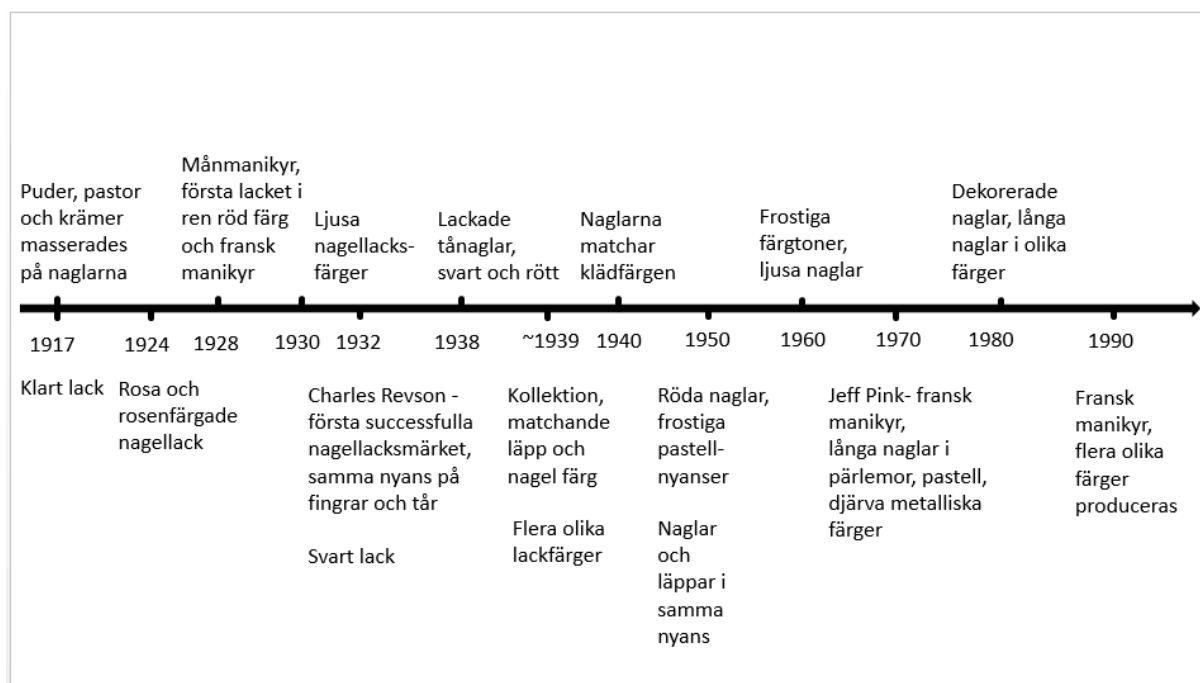 Puder, pastor
och krämer
masserades
på naglarna
Månmanikyr,
första lacket i
ren röd färg
och fransk
manikyr
Ljusa
nagellacks-
färger
Lackade
tånaglar,
svart och rött
Naglarna
matchar
klädfärgen
Frostiga
färgtoner,
ljusa naglar
Dekorerade
naglar, långa
naglar i olika
färger
1917 1924 1928 1930 1932 1938 ~1939 1940 1950 1960 1970 1980 1990
Klart lack
Rosa och
rosenfärgade
nagellack
Charles Revson -
första successfulla
nagellacksmärket,
samma nyans på
fingrar och tår
Svart lack
Kollektion,
matchande
läpp och
nagel färg
Flera olika
lackfärger
Röda naglar,
frostiga
pastell-
nyanser
Naglar
och
läppar i
samma
nyans
Jeff Pink- fransk
manikyr,
långa naglar i
pärlemor, pastell,
djärva metalliska
färger
Fransk
manikyr,
flera olika
färger
produceras